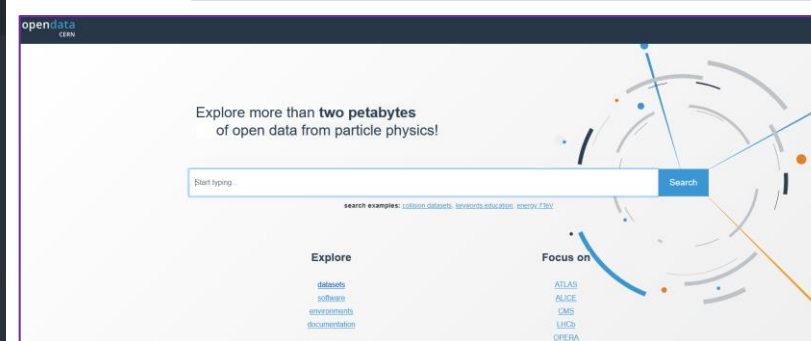 opendata
CERN
Explore more than two petabytes
of open data from particle physics!
Start typing...
Search
search examples: collision datasets, keywords:education, energy:7TeV
Explore
Focus on
datasets
software
environments
documentation
ATLAS
ALICE
CMS
LHCb
OPERA